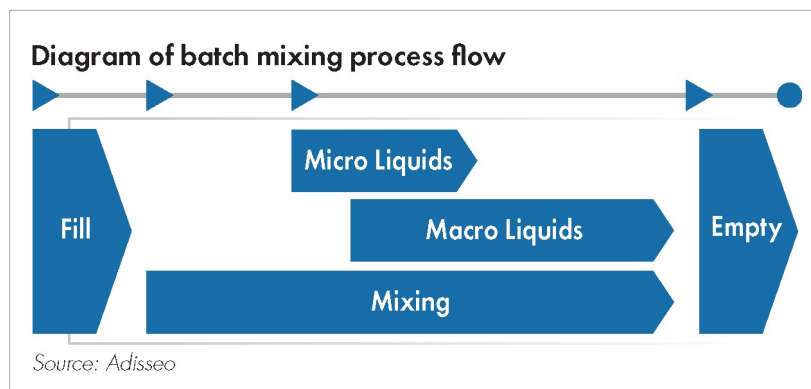 Diagram of batch mixing process flow
Micro Liquids
Fill
Macro Liquids
Empty
Mixing
Source: Adisseo